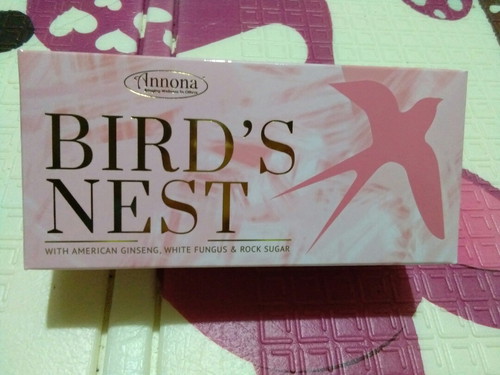 Annona
BIRD'S
NEST
WITH AMERICAN GINSENG, WHITE FUNGUS & ROCK SUGAR